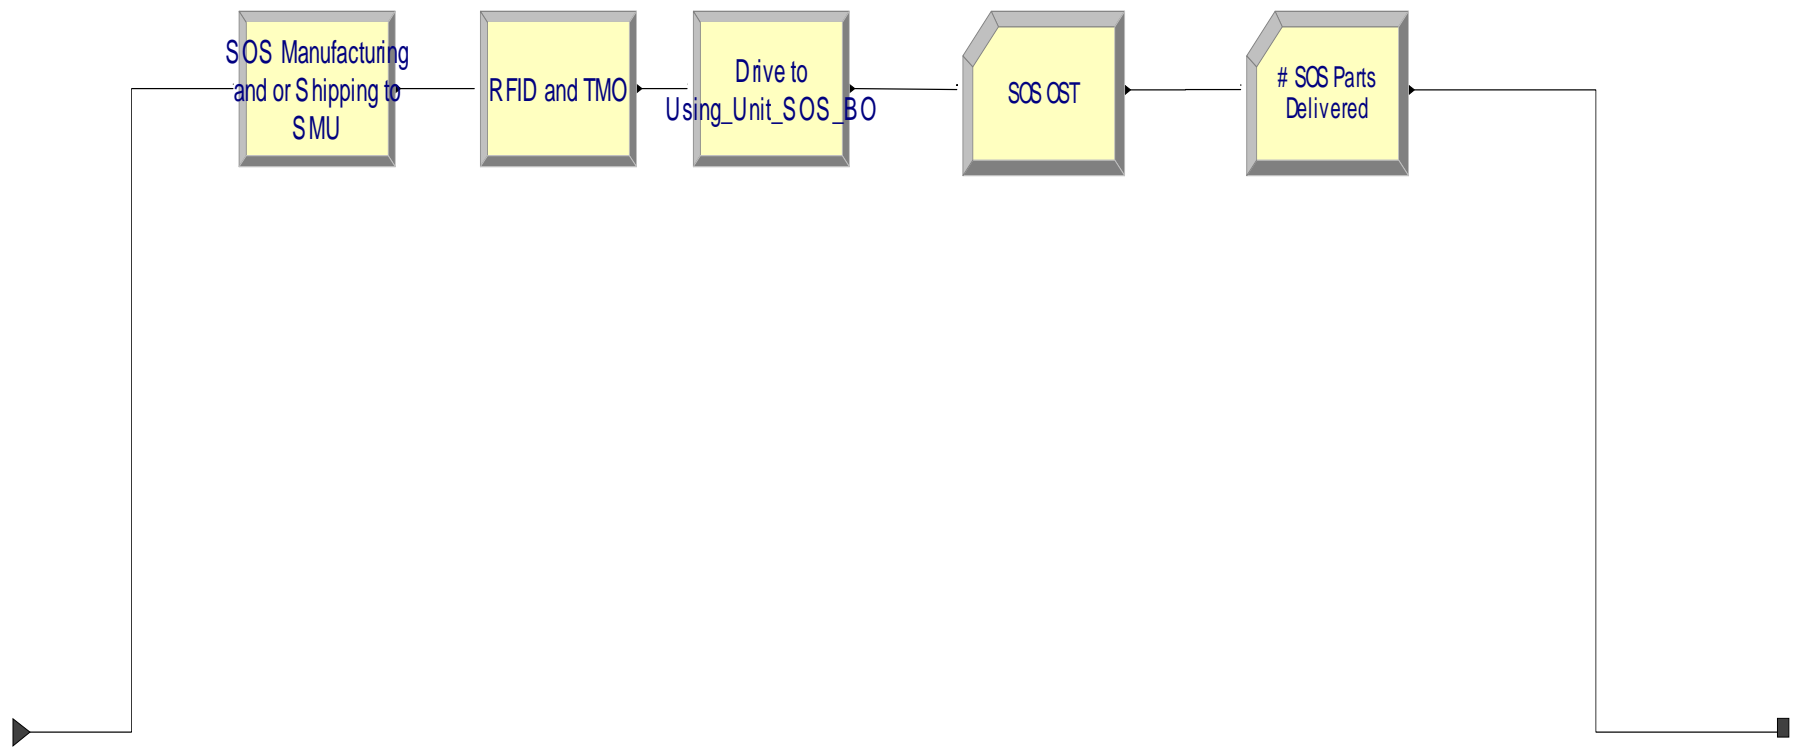 SOS Manufacturing
and or Shipping to
SMU
RFID and TMO
Drive to
Using_Unit_SOS_BO
SOS OST
# SOS Parts
Delivered